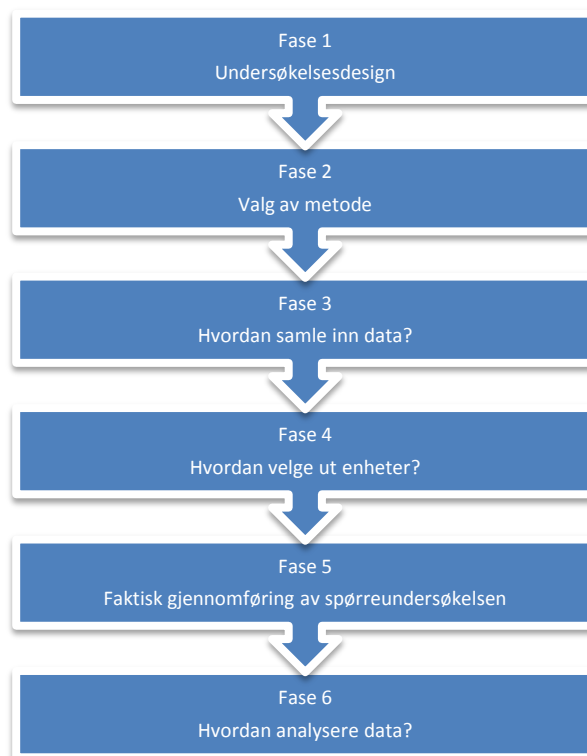 Fase 1
Undersøkelsesdesign
Fase 2
Valg av metode
Fase 3
Hvordan samle inn data?
Fase 4
Hvordan velge ut enheter?
Fase 5
Faktisk gjennomføring av spørreundersøkelsen
Fase 6
Hvordan analysere data?